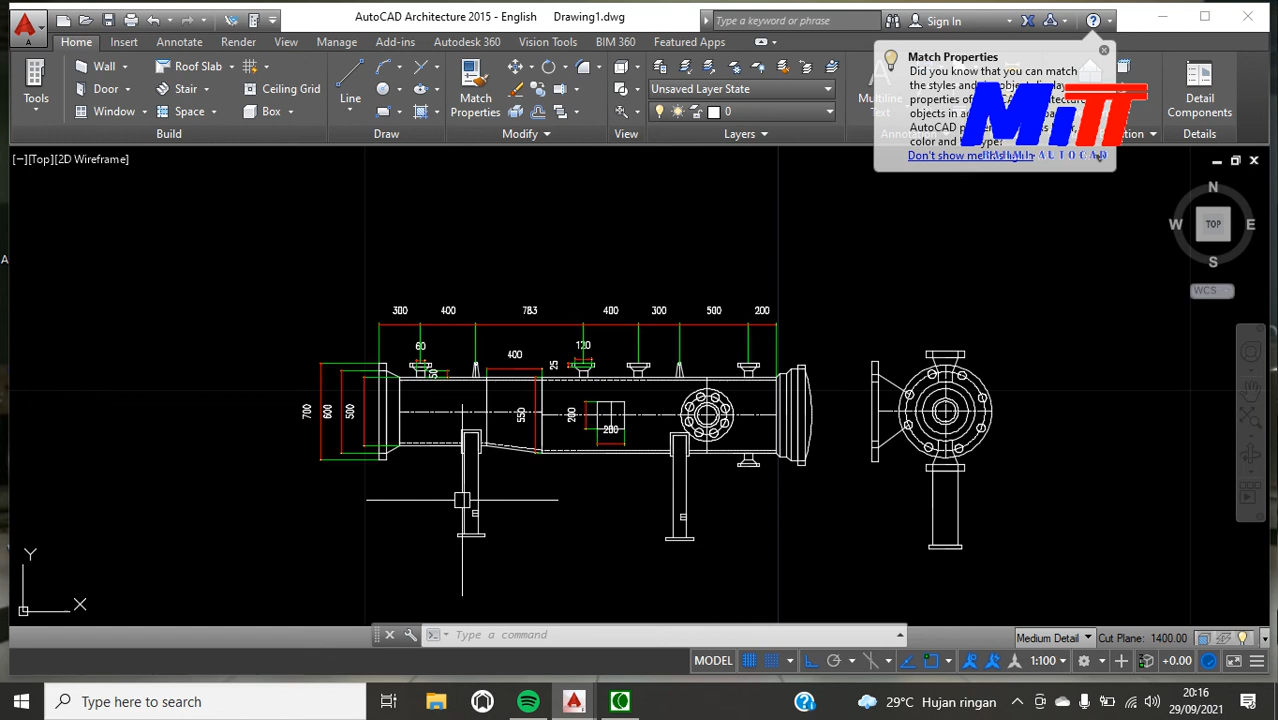 AutoCAD Architecture 2015 - English Drawing1.dwg
Type a keyword or phrase
Sign In
Home Insert Annotate Render View Manage Add-ins Autodesk 360 Vision Tools BIM 360 Featured Apps
Tools
Wall
Door
Window
Roof Slab
Stair
Space
Ceiling Grid
Box
Build
Line
Draw
Match
Properties
Modify
View
Unsaved Layer State
0
Layers
Multiline
Text
Detail
Components
Details
Match Properties
Did you know that you can match
the styles and
properties of
objects in
AutoCAD
color and
Don't show me
MiTT
AUTOCAD
[−][Top][2D Wireframe]
N
W TOP E
S
WCS
300 400 783 400 300 500 200
60 400 120
25
50
700 600 500 550 200
200
Y
X
Type a command
Medium Detail Cut Plane: 1400.00
MODEL 1:100 +0.00
Type here to search
29°C Hujan ringan
20:16
29/09/2021